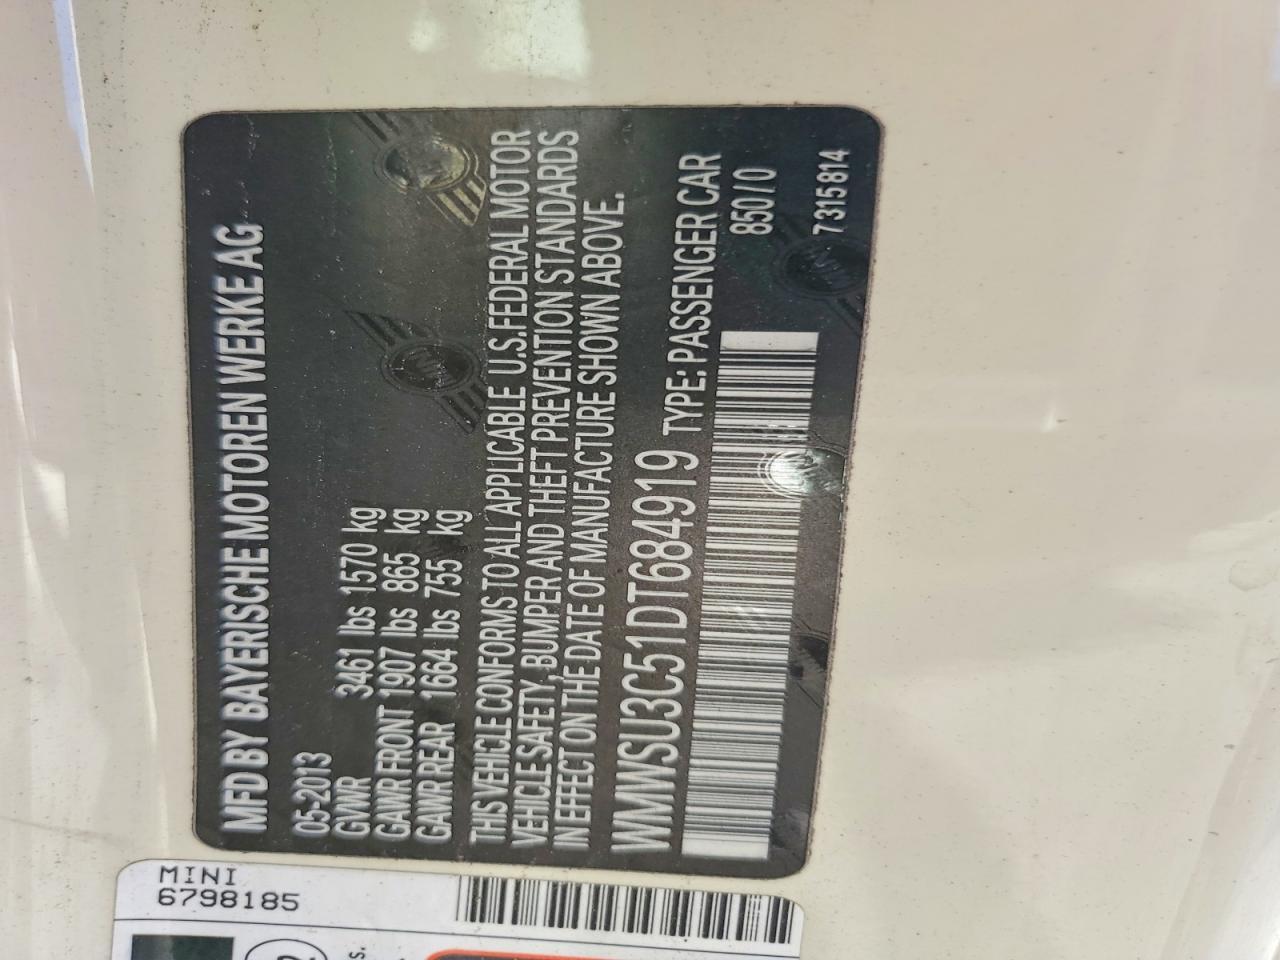 MFD BY BAYERISCHE MOTOREN WERKE AG
05-2013
GVWR 3461 lbs 1570 kg
GAWR FRONT 1907 lbs 865 kg
GAWR REAR 1664 lbs 755 kg
THIS VEHICLE CONFORMS TO ALL APPLICABLE U.S.FEDERAL MOTOR
VEHICLE SAFETY, BUMPER AND THEFT PREVENTION STANDARDS
IN EFFECT ON THE DATE OF MANUFACTURE SHOWN ABOVE.
WMWSU3C51DT684919 TYPE: PASSENGER CAR
850/0
7315814
MINI
MINI
MINI
6798185